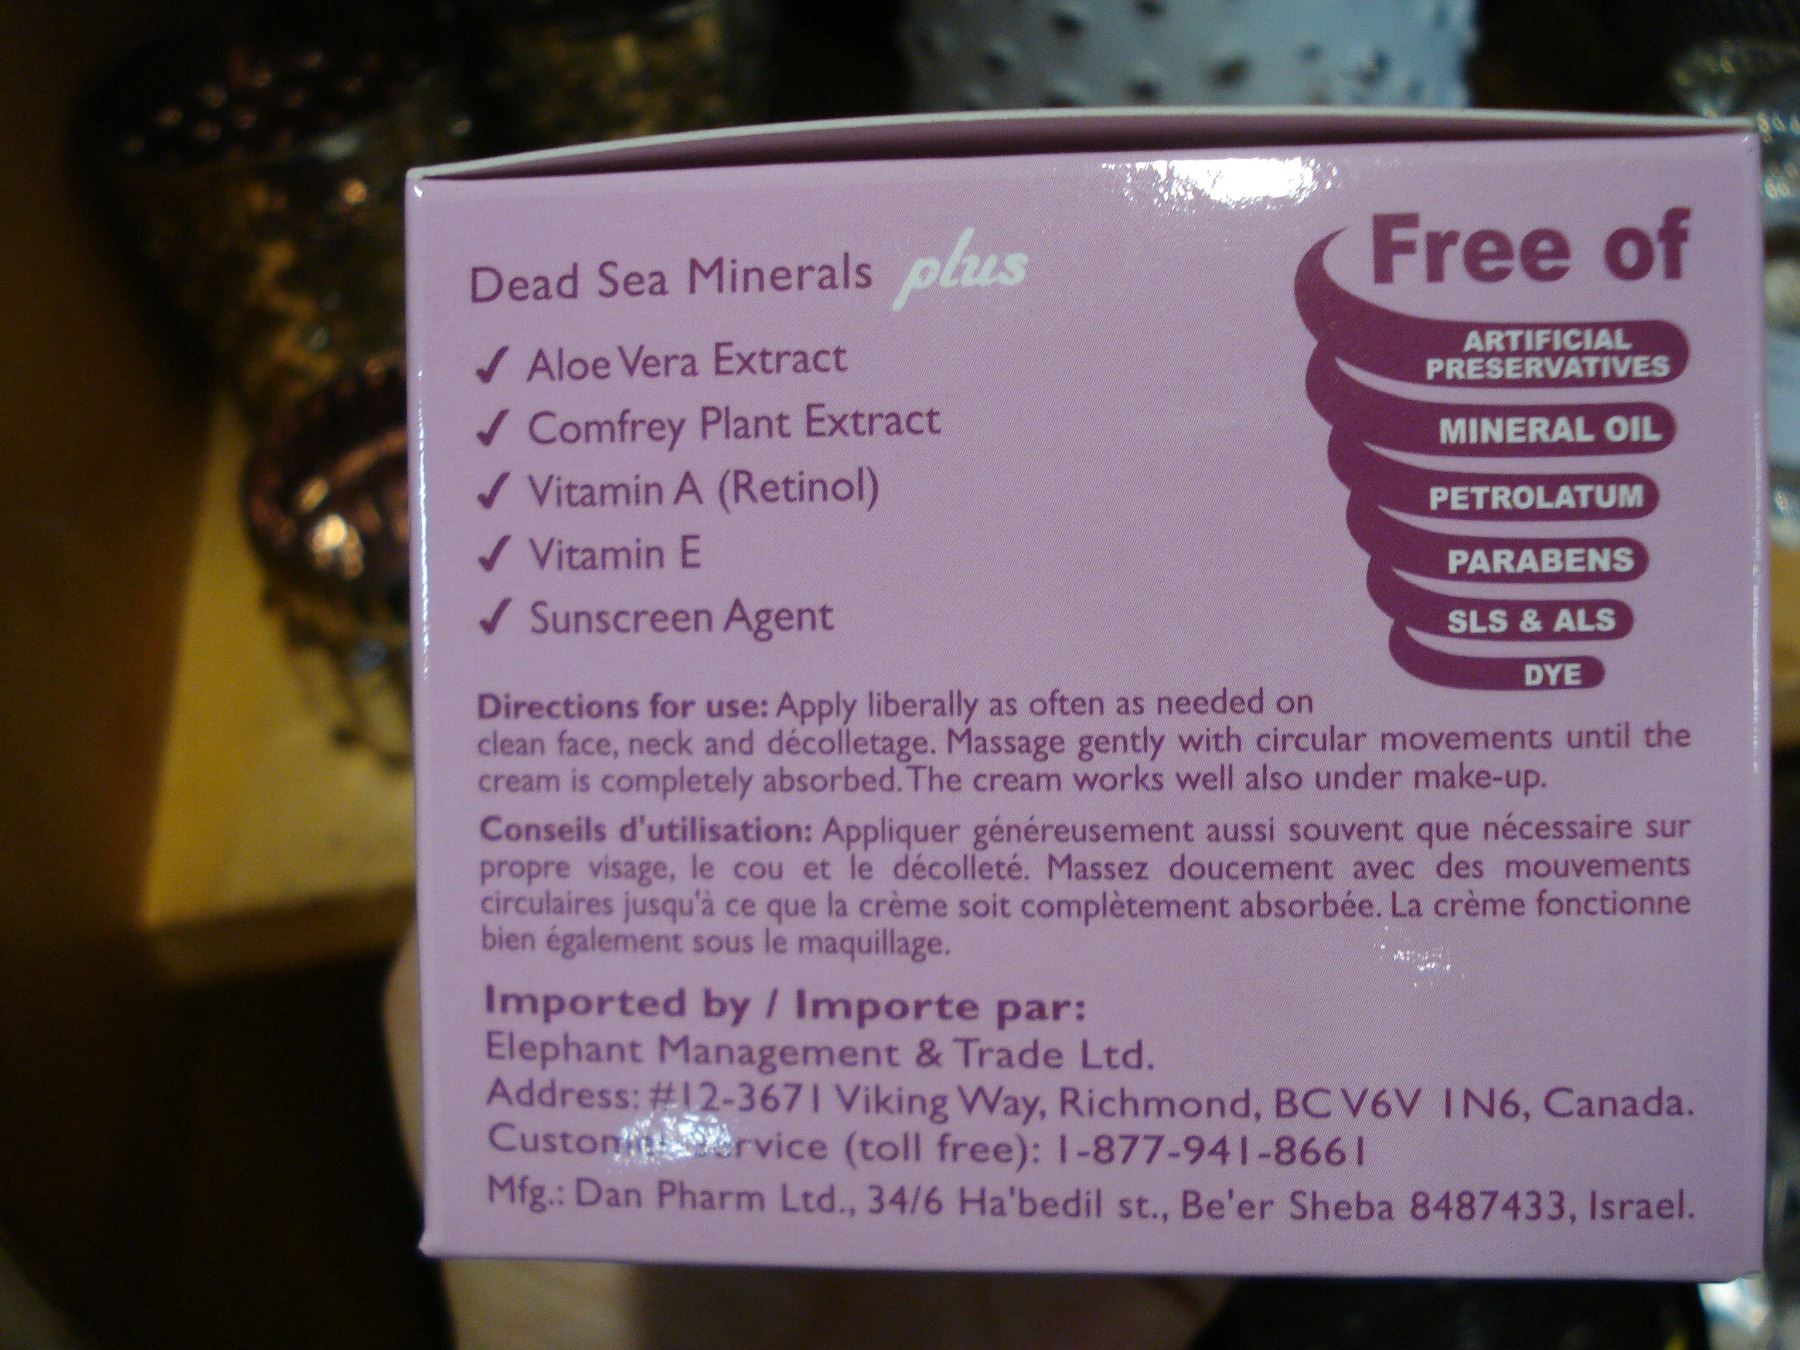 Dead Sea Minerals plus
✓ Aloe Vera Extract
✓ Comfrey Plant Extract
✓ Vitamin A (Retinol)
✓ Vitamin E
✓ Sunscreen Agent
Free of
ARTIFICIAL
PRESERVATIVES
MINERAL OIL
PETROLATUM
PARABENS
SLS & ALS
DYE
Directions for use: Apply liberally as often as needed on
clean face, neck and décolletage. Massage gently with circular movements until the
cream is completely absorbed. The cream works well also under make-up.
Conseils d'utilisation: Appliquer généreusement aussi souvent que nécessaire sur
propre visage, le cou et le décolleté. Massez doucement avec des mouvements
circulaires jusqu'à ce que la crème soit complètement absorbée. La crème fonctionne
bien également sous le maquillage.
Imported by / Importe par:
Elephant Management & Trade Ltd.
Address: #12-3671 Viking Way, Richmond, BC V6V 1N6, Canada.
Customer Service (toll free): 1-877-941-8661
Mfg.: Dan Pharm Ltd., 34/6 Ha'bedil st., Be'er Sheba 8487433, Israel.